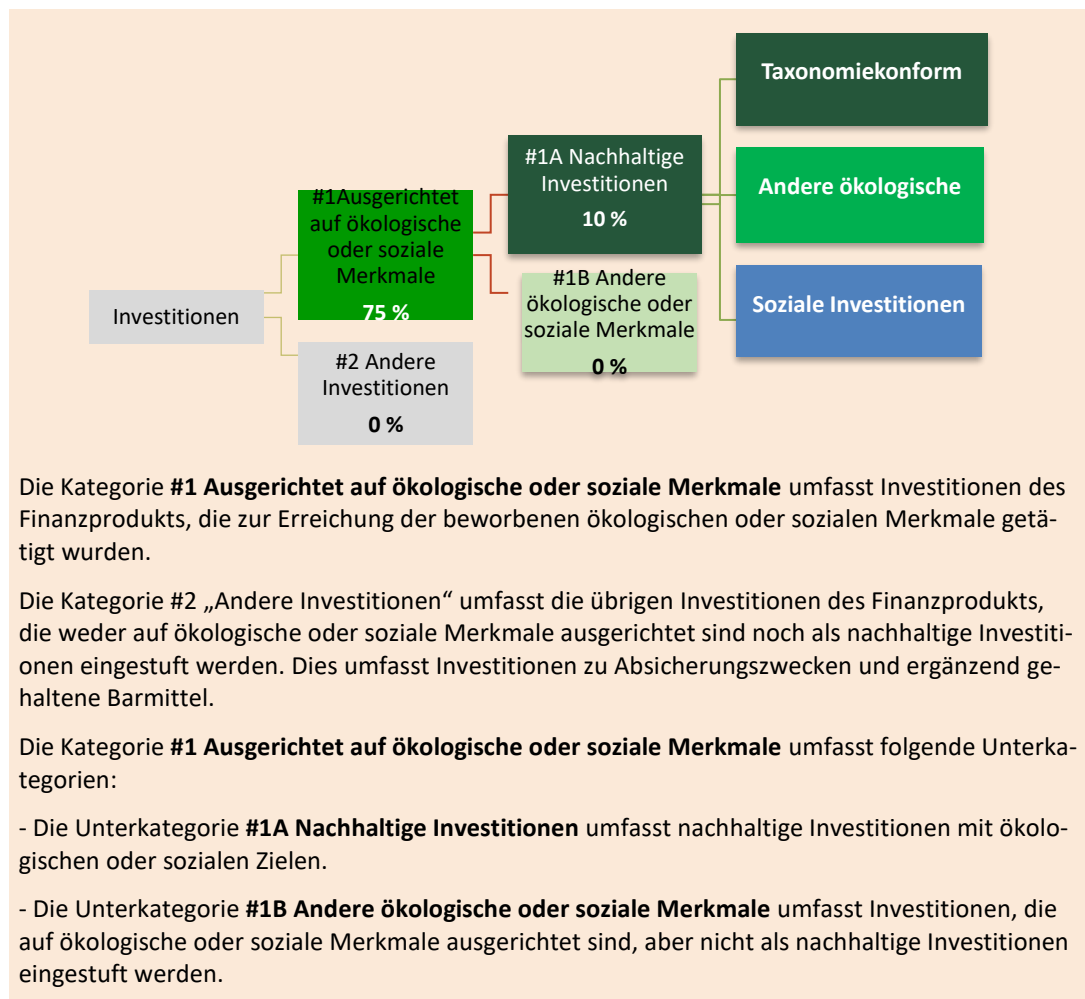 Taxonomiekonform
#1A Nachhaltige
Investitionen
10 %
Andere ökologische
#1Ausgerichtet
auf ökologische
oder soziale
Merkmale
75 %
#1B Andere
ökologische oder
soziale Merkmale
0 %
Soziale Investitionen
Investitionen
#2 Andere
Investitionen
0 %
Die Kategorie #1 Ausgerichtet auf ökologische oder soziale Merkmale umfasst Investitionen des
Finanzprodukts, die zur Erreichung der beworbenen ökologischen oder sozialen Merkmale getä-
tigt wurden.
Die Kategorie #2 „Andere Investitionen“ umfasst die übrigen Investitionen des Finanzprodukts,
die weder auf ökologische oder soziale Merkmale ausgerichtet sind noch als nachhaltige Investiti-
onen eingestuft werden. Dies umfasst Investitionen zu Absicherungszwecken und ergänzend ge-
haltene Barmittel.
Die Kategorie #1 Ausgerichtet auf ökologische oder soziale Merkmale umfasst folgende Unterka-
tegorien:
- Die Unterkategorie #1A Nachhaltige Investitionen umfasst nachhaltige Investitionen mit ökolo-
gischen oder sozialen Zielen.
- Die Unterkategorie #1B Andere ökologische oder soziale Merkmale umfasst Investitionen, die
auf ökologische oder soziale Merkmale ausgerichtet sind, aber nicht als nachhaltige Investitionen
eingestuft werden.